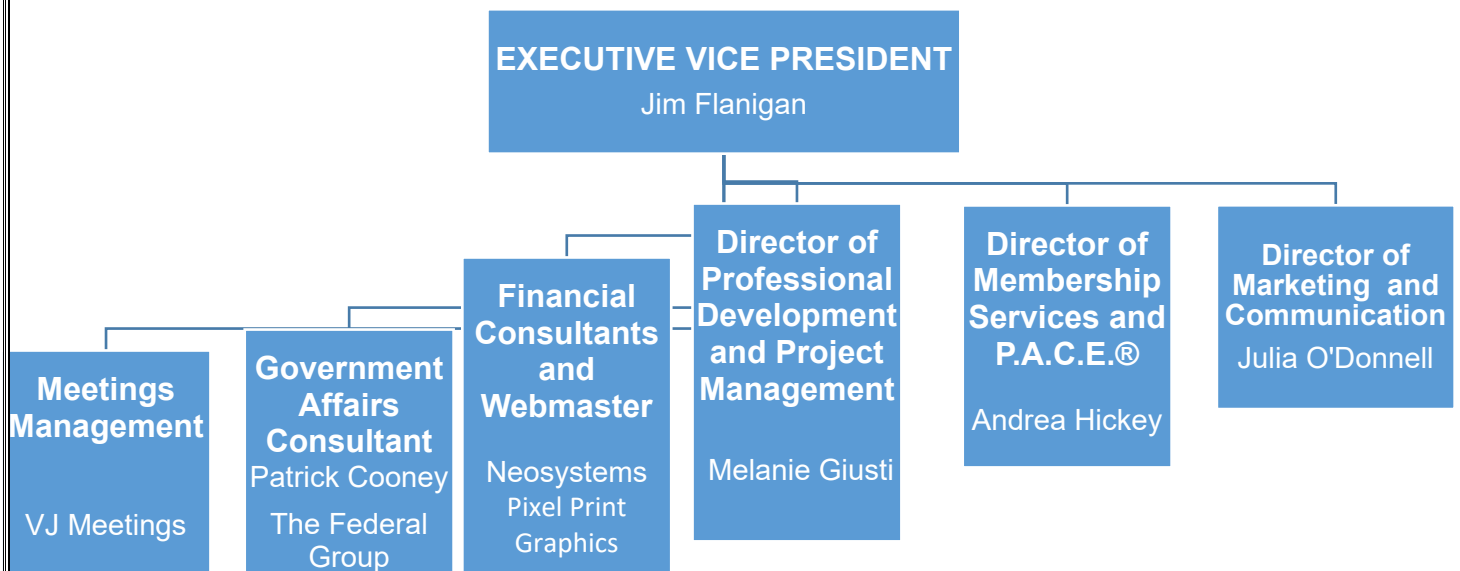 EXECUTIVE VICE PRESIDENT
Jim Flanigan
Meetings
Management
VJ Meetings
Government
Affairs
Consultant
Patrick Cooney
The Federal
Group
Financial
Consultants
and
Webmaster
Neosystems
Pixel Print
Graphics
Director of
Professional
Development
and Project
Management
Melanie Giusti
Director of
Membership
Services and
P.A.C.E.®
Andrea Hickey
Director of
Marketing and
Communication
Julia O'Donnell